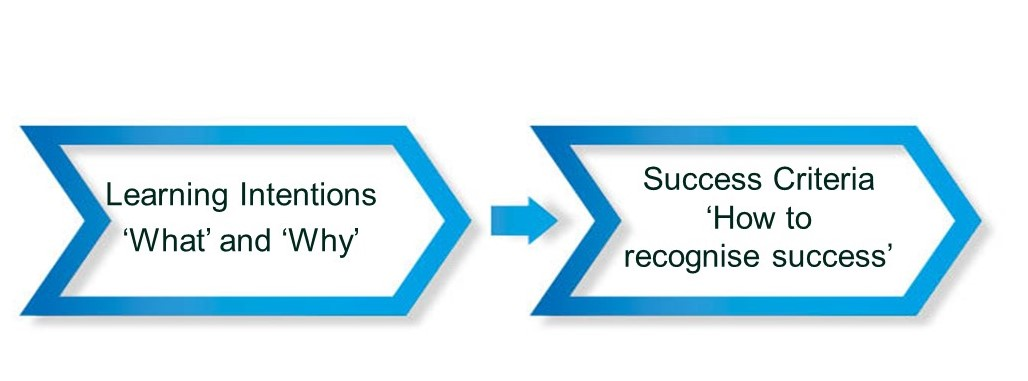 Learning Intentions
‘What’ and ‘Why’
Success Criteria
‘How to
recognise success’